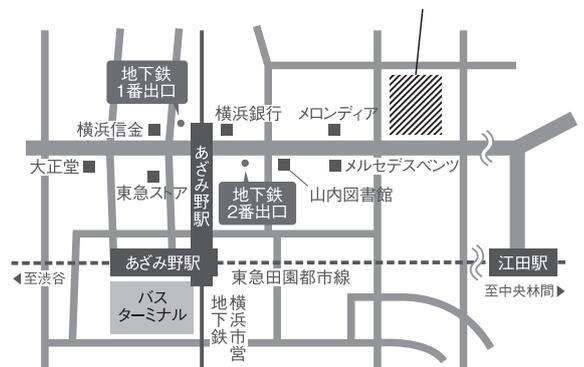 地下鉄
1番出口
横浜銀行
メロンディア
横浜信金
大正堂
東急ストア
あざみ野駅
メルセデスベンツ
地下鉄
2番出口
山内図書館
あざみ野駅
江田駅
至渋谷
東急田園都市線
至中央林間
バス
ターミナル
横浜市営
地下鉄